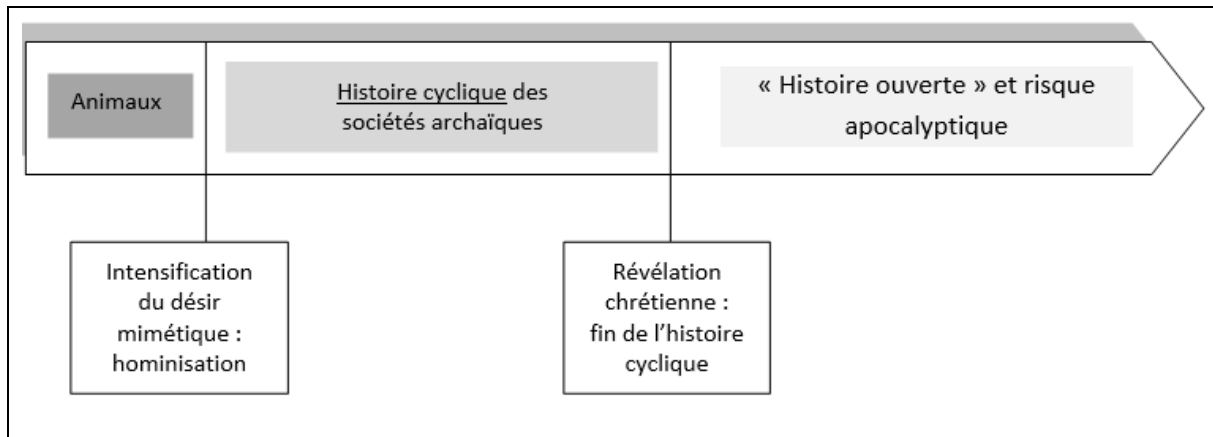 Animaux
Histoire cyclique des
sociétés archaïques
« Histoire ouverte » et risque
apocalyptique
Intensification
du désir
mimétique :
hominisation
Révélation
chrétienne :
fin de l’histoire
cyclique